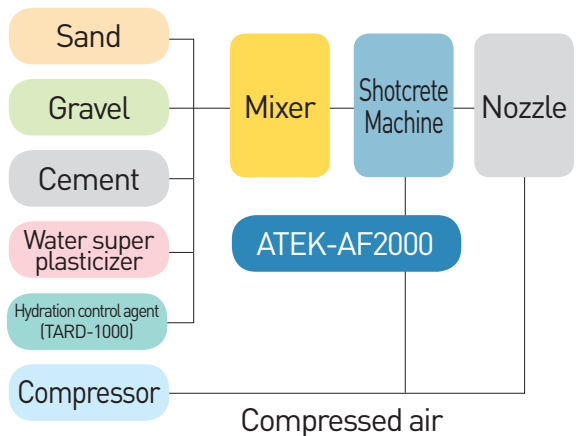 Sand
Gravel
Cement
Water super
plasticizer
Hydration control agent
(TARD-1000)
Compressor
Mixer
Shotcrete
Machine
Nozzle
ATEK-AF2000
Compressed air